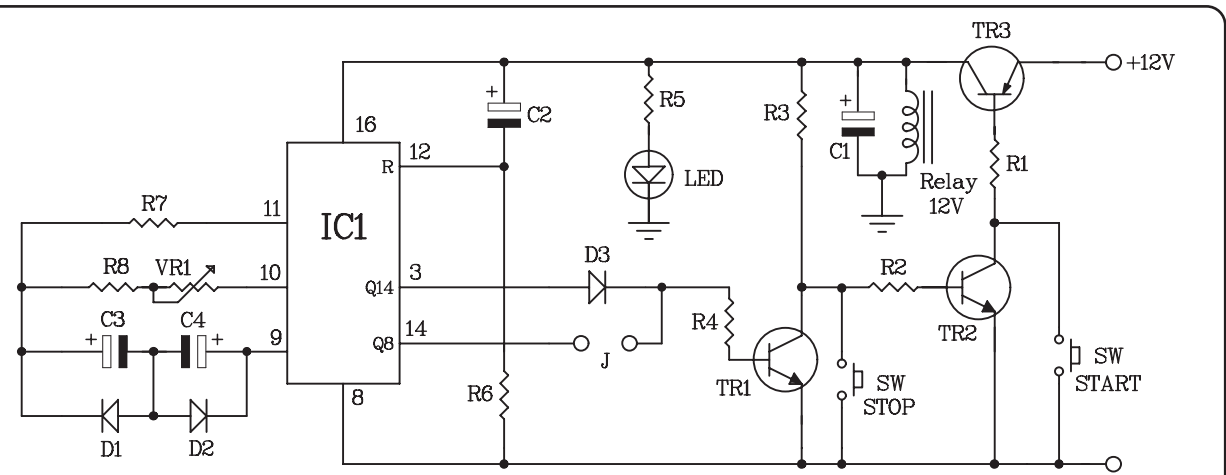 TR3
+12V
+
C2
R5
R3
+
C1
16
12
R
LED
R1
Relay
12V
R7
11
IC1
R8
VR1
10
3
Q14
D3
R2
C3
C4
+
+
9
14
Q8
J
R4
TR2
SW
START
TR1
SW
STOP
8
R6
D1
D2